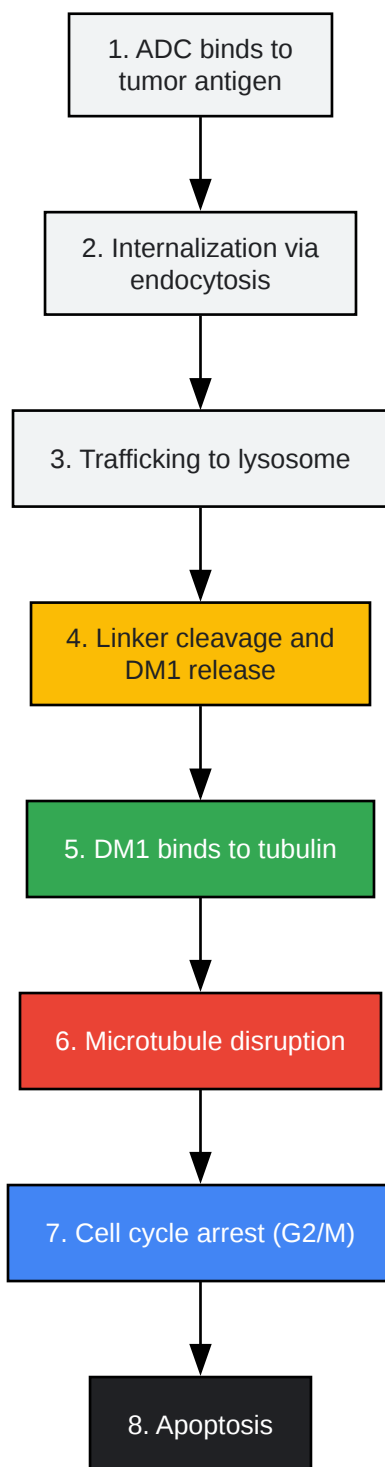 1. ADC binds to
tumor antigen
2. Internalization via
endocytosis
3. Trafficking to lysosome
4. Linker cleavage and
DM1 release
5. DM1 binds to tubulin
6. Microtubule disruption
7. Cell cycle arrest (G2/M)
8. Apoptosis